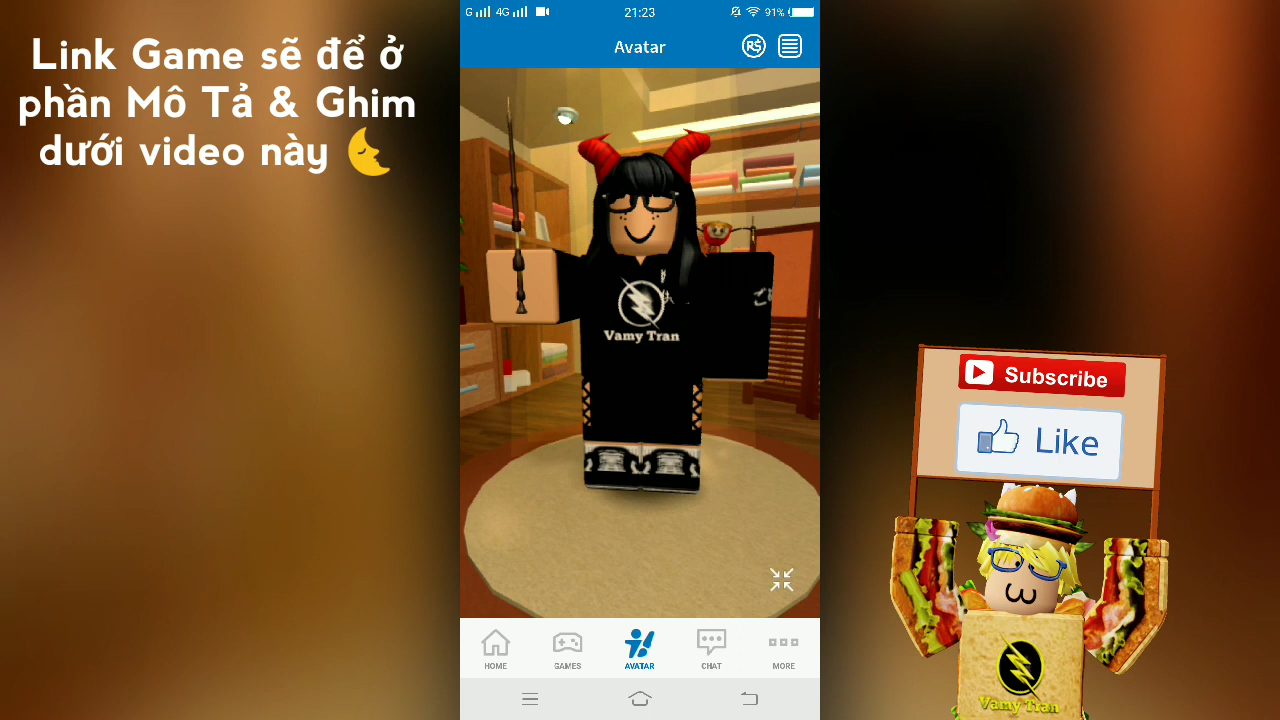 Link Game sẽ để ở
phần Mô Tả & Ghim
dưới video này
G 4G 21:23 91%
Avatar
R$
Vamy Tran
Subscribe
Like
Vamy Tran
HOME GAMES AVATAR CHAT MORE